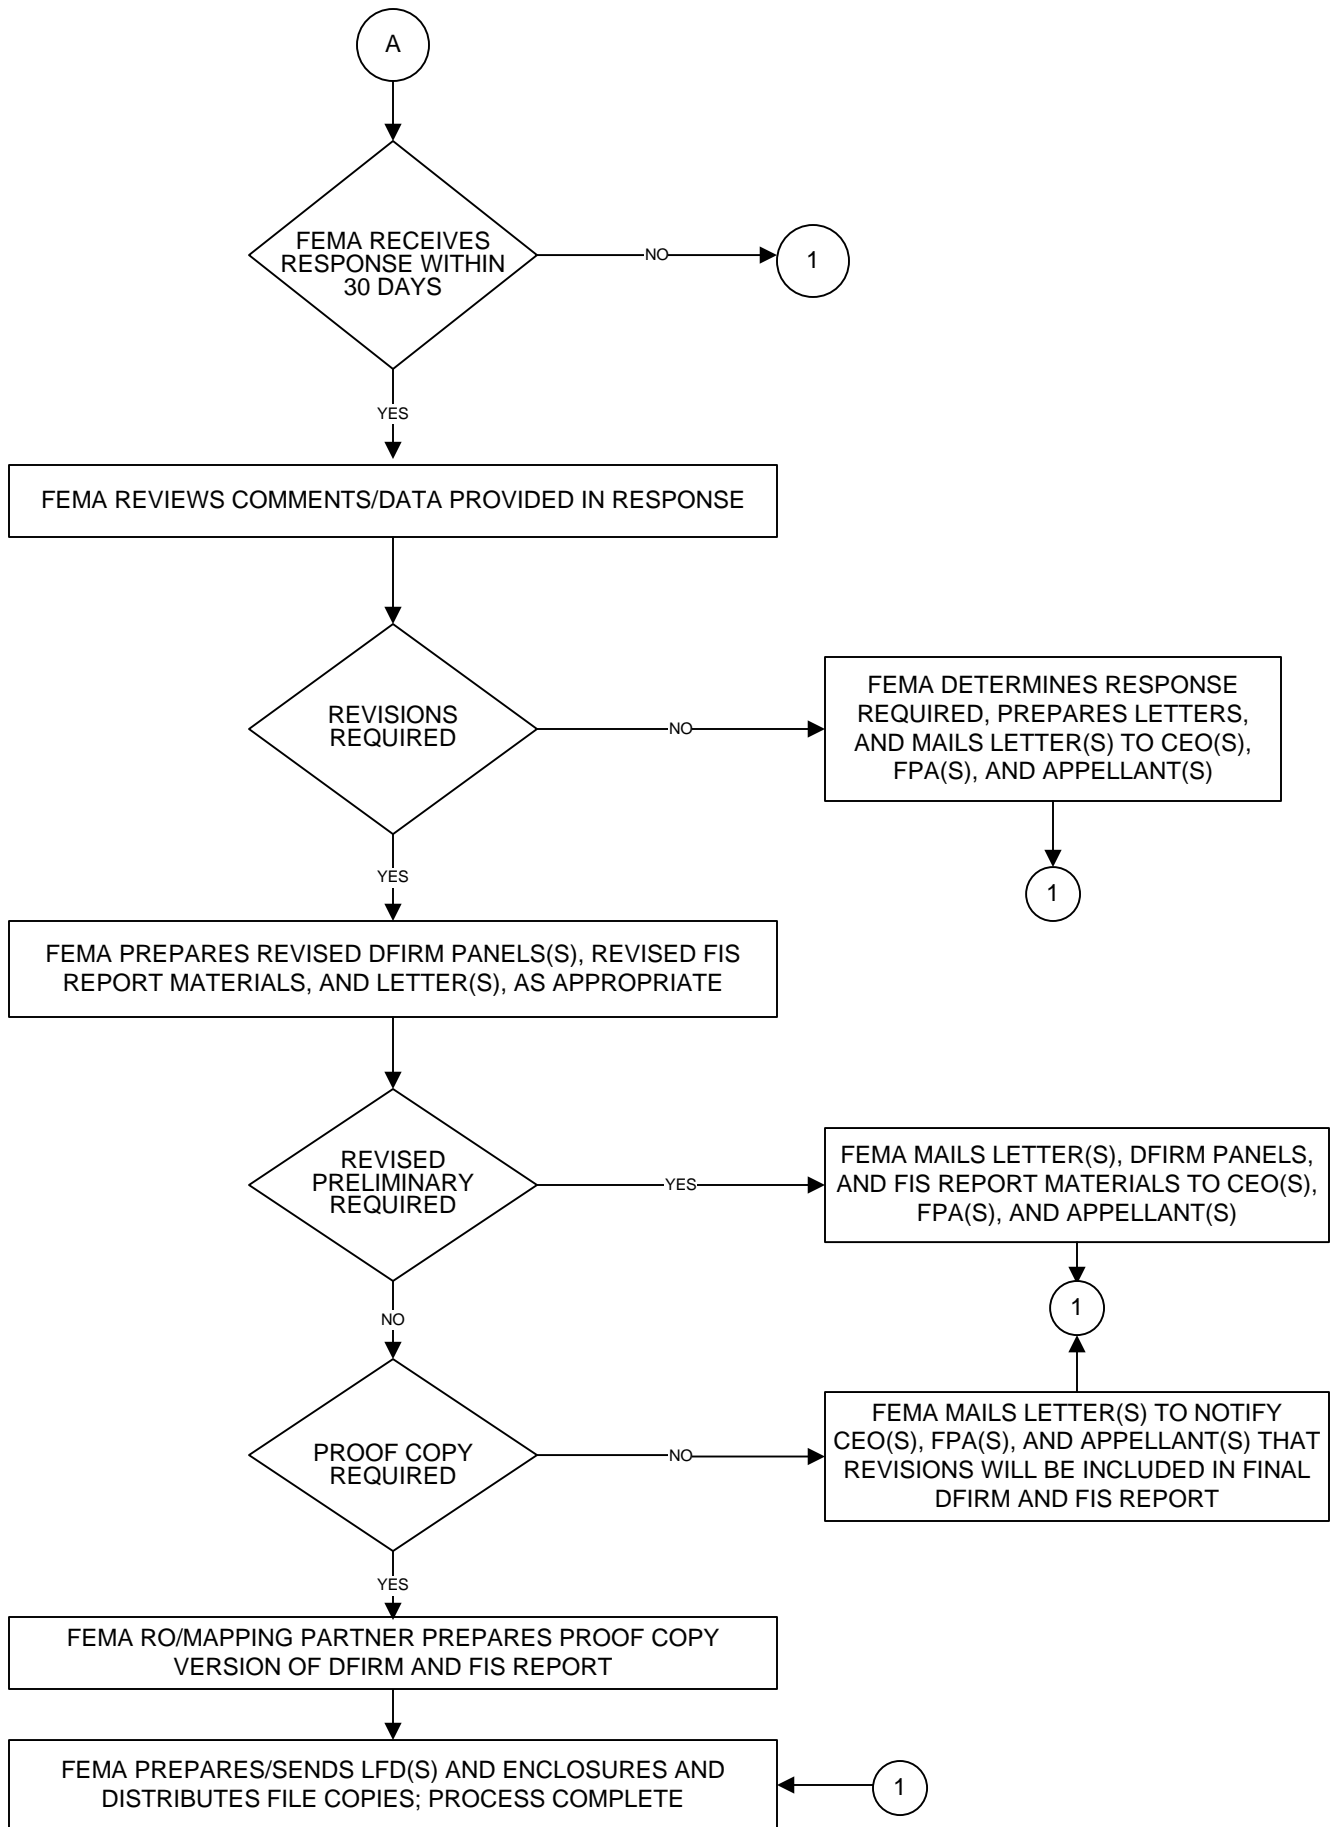 A
FEMA RECEIVES
RESPONSE WITHIN
30 DAYS
NO
1
YES
FEMA REVIEWS COMMENTS/DATA PROVIDED IN RESPONSE
REVISIONS
REQUIRED
NO
FEMA DETERMINES RESPONSE
REQUIRED, PREPARES LETTERS,
AND MAILS LETTER(S) TO CEO(S),
FPA(S), AND APPELLANT(S)
1
YES
FEMA PREPARES REVISED DFIRM PANELS(S), REVISED FIS
REPORT MATERIALS, AND LETTER(S), AS APPROPRIATE
REVISED
PRELIMINARY
REQUIRED
YES
FEMA MAILS LETTER(S), DFIRM PANELS,
AND FIS REPORT MATERIALS TO CEO(S),
FPA(S), AND APPELLANT(S)
1
NO
PROOF COPY
REQUIRED
NO
FEMA MAILS LETTER(S) TO NOTIFY
CEO(S), FPA(S), AND APPELLANT(S) THAT
REVISIONS WILL BE INCLUDED IN FINAL
DFIRM AND FIS REPORT
YES
FEMA RO/MAPPING PARTNER PREPARES PROOF COPY
VERSION OF DFIRM AND FIS REPORT
FEMA PREPARES/SENDS LFD(S) AND ENCLOSURES AND
DISTRIBUTES FILE COPIES; PROCESS COMPLETE
1